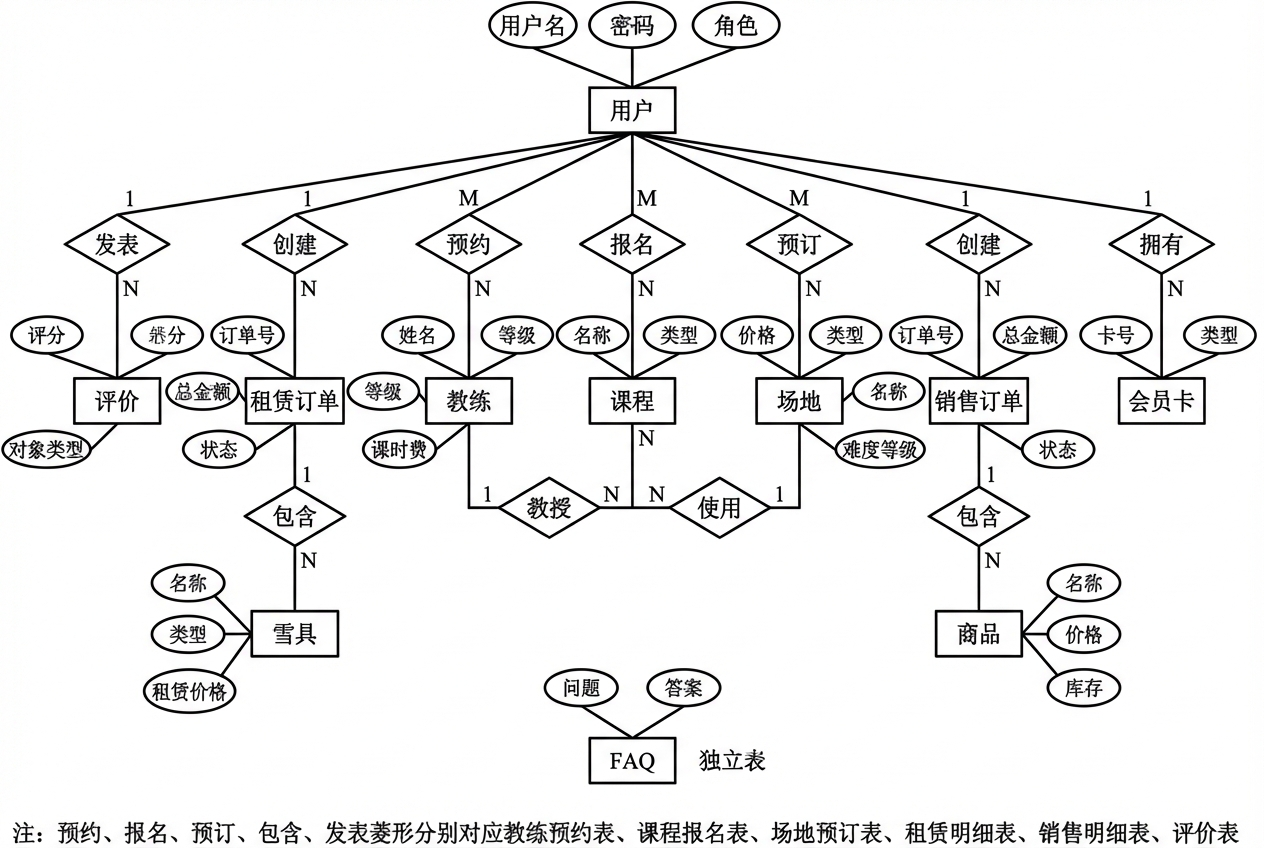 用户名 密码 角色
用户
1 1 M M M 1 1
发表 创建 预约 报名 预订 创建 拥有
N N N N N N N
评分 订单号 姓名 等级 名称 类型 价格 类型 订单号 总金额 卡号 类型
评价 总金额 租赁订单 等级 教练 课程 场地 名称 销售订单 会员卡
对象类型 状态 课时费 N 难度等级 状态
1 1 教授 N N 使用 1 1
包含 包含
N N
名称 名称
类型 雪具 商品 价格
租赁价格 库存
问题 答案
FAQ 独立表
注：预约、报名、预订、包含、发表菱形分别对应教练预约表、课程报名表、场地预订表、租赁明细表、销售明细表、评价表